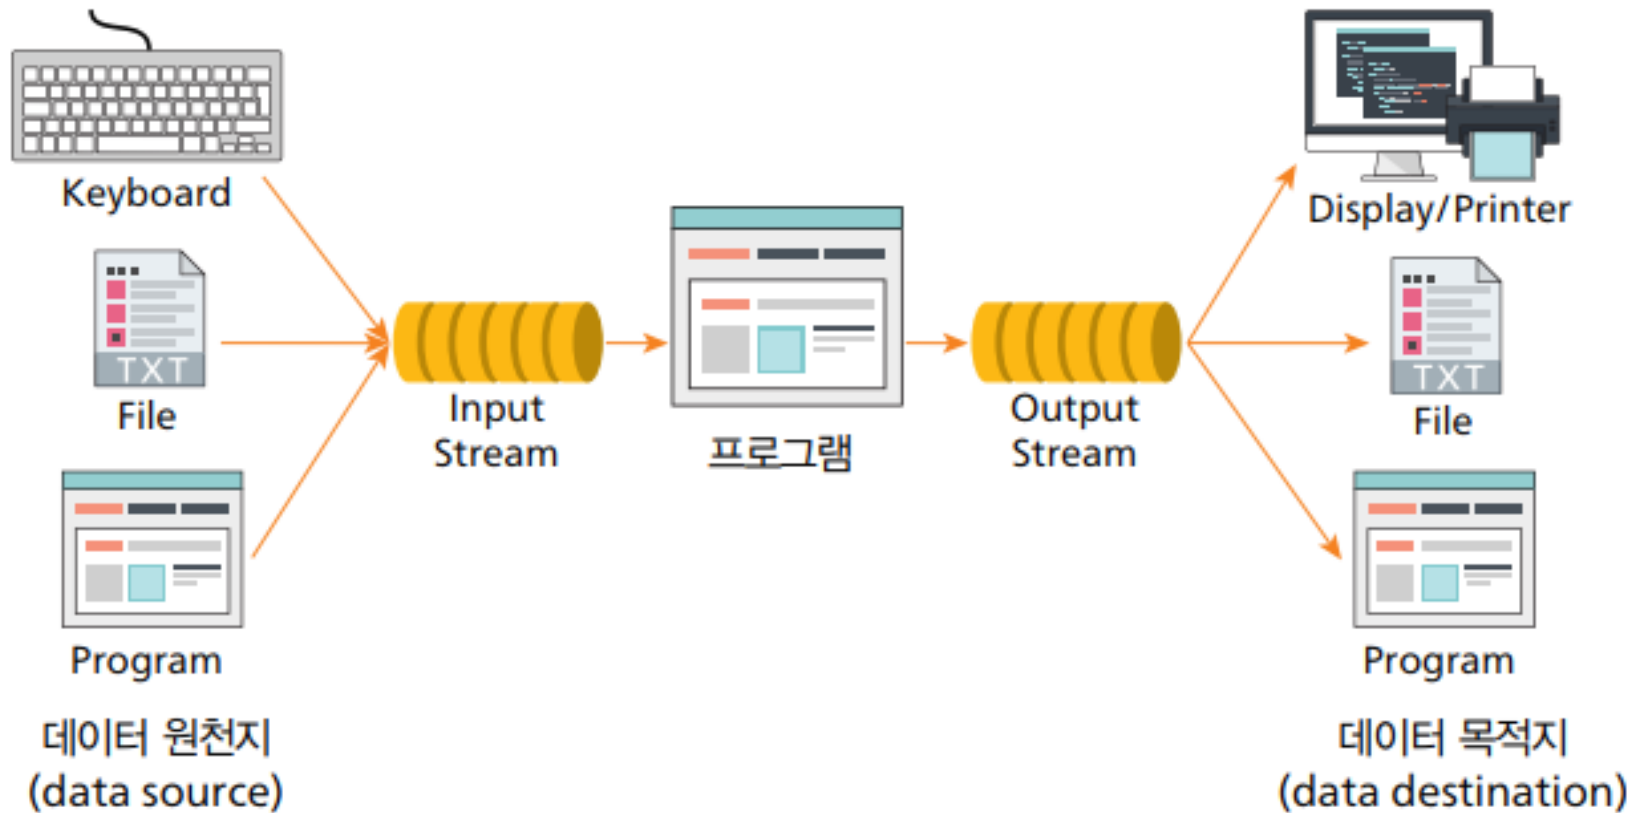 Keyboard
TXT
File
Program
데이터 원천지
(data source)
Input
Stream
프로그램
Output
Stream
Display/Printer
TXT
File
Program
데이터 목적지
(data destination)